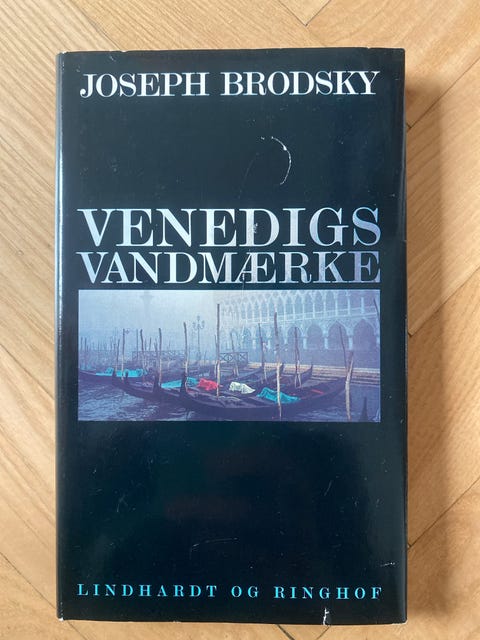 JOSEPH BRODSKY
VENEDIGS
VANDMÆRKE
LINDHARDT OG RINGHOF